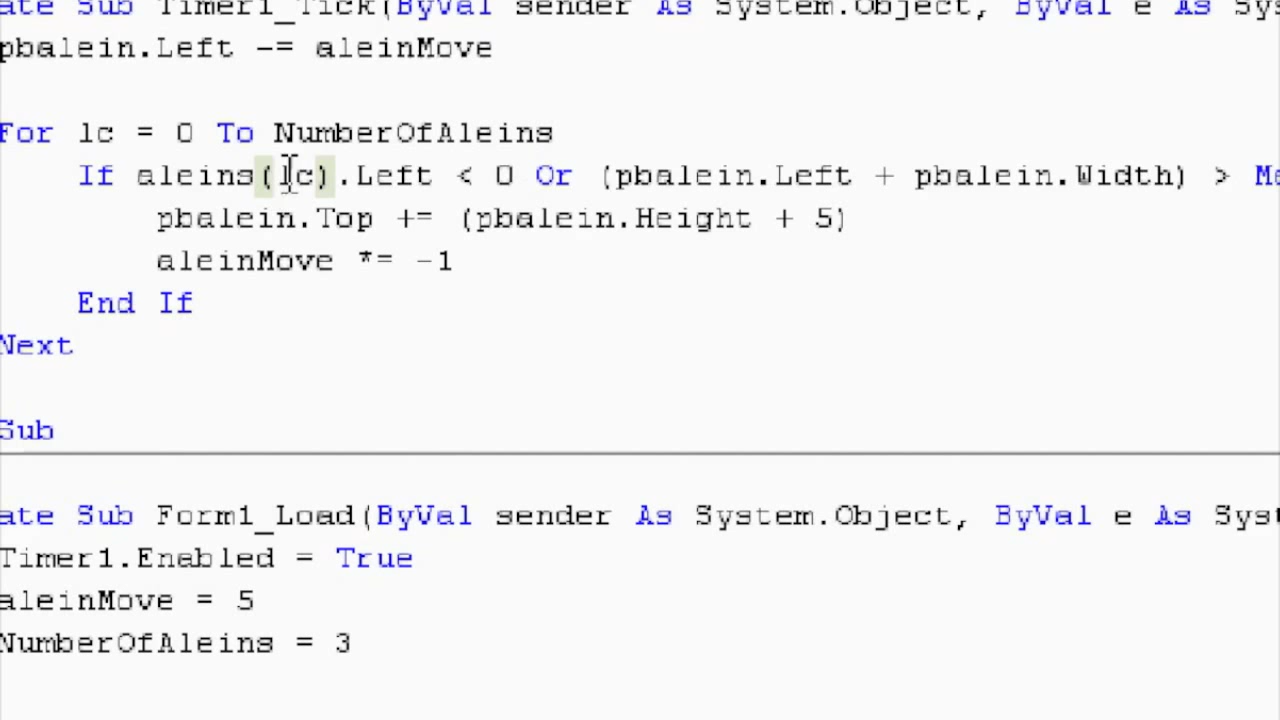 ate Sub Timer1_Tick(ByVal sender As System.Object, ByVal e As Sys
pbalein.Left -= aleinMove
For lc = 0 To NumberOfAleins
If aleins(lc).Left < 0 Or (pbalein.Left + pbalein.Width) > Me
pbalein.Top += (pbalein.Height + 5)
aleinMove *= -1
End If
Next
Sub
ate Sub Form1_Load(ByVal sender As System.Object, ByVal e As Syst
Timer1.Enabled = True
aleinMove = 5
NumberOfAleins = 3